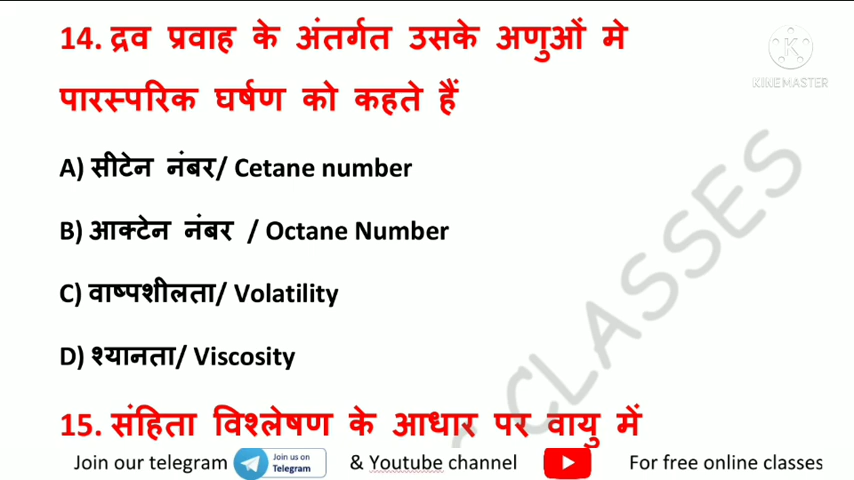 KINEMASTER
14. द्रव प्रवाह के अंतर्गत उसके अणुओं मे
पारस्परिक घर्षण को कहते हैं
A) सीटेन नंबर/ Cetane number
B) आक्टेन नंबर / Octane Number
C) वाष्पशीलता/ Volatility
D) श्यानता/ Viscosity
CLASSES
15. संहिता विश्लेषण के आधार पर वायु में
Join our telegram Join us on Telegram & Youtube channel For free online classes